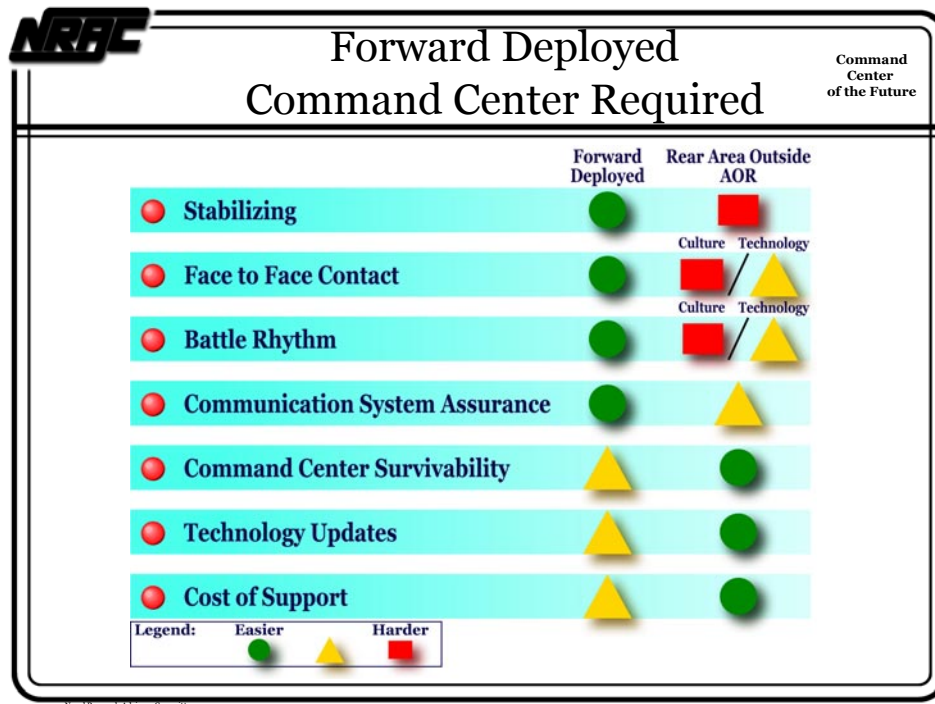 NRAC
Forward Deployed
Command Center Required
Command
Center
of the Future
Forward
Deployed
Rear Area Outside
AOR
Stabilizing
Culture Technology
Face to Face Contact
Culture Technology
Battle Rhythm
Communication System Assurance
Command Center Survivability
Technology Updates
Cost of Support
Legend: Easier Harder